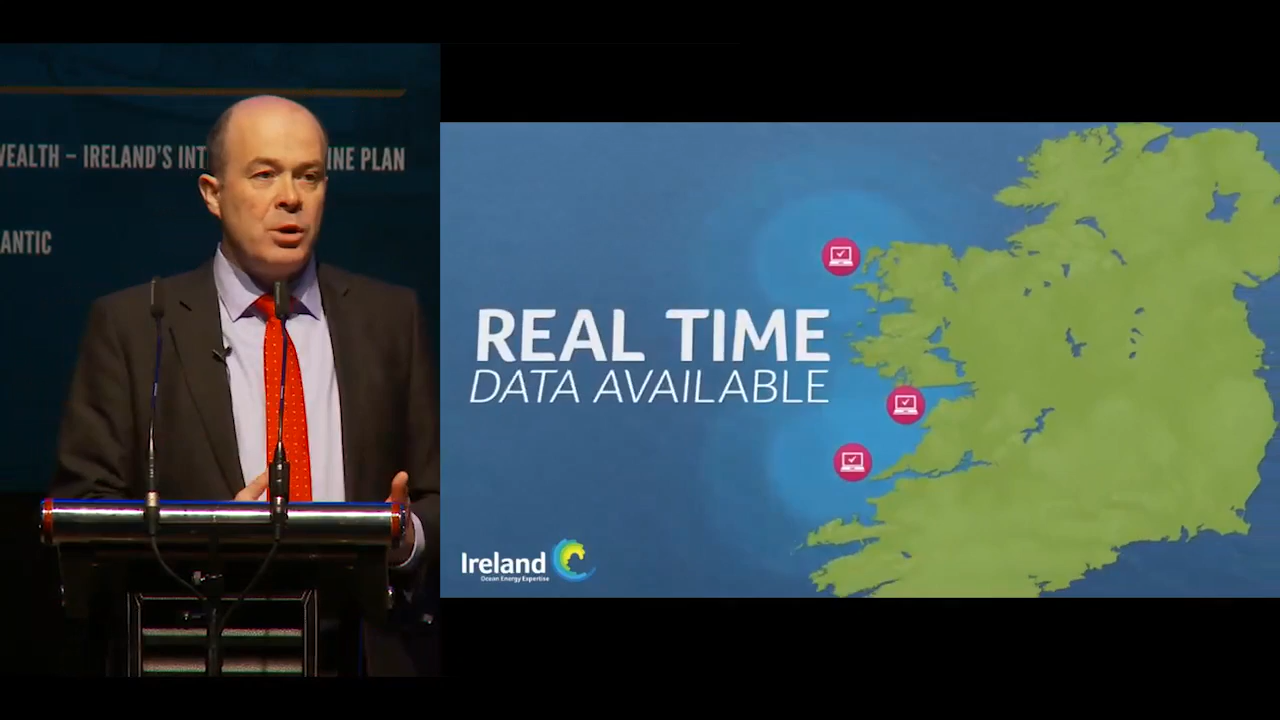 WEALTH – IRELAND'S INT
INE PLAN
ANTIC
REAL TIME
DATA AVAILABLE
Ireland
Ocean Energy Expertise